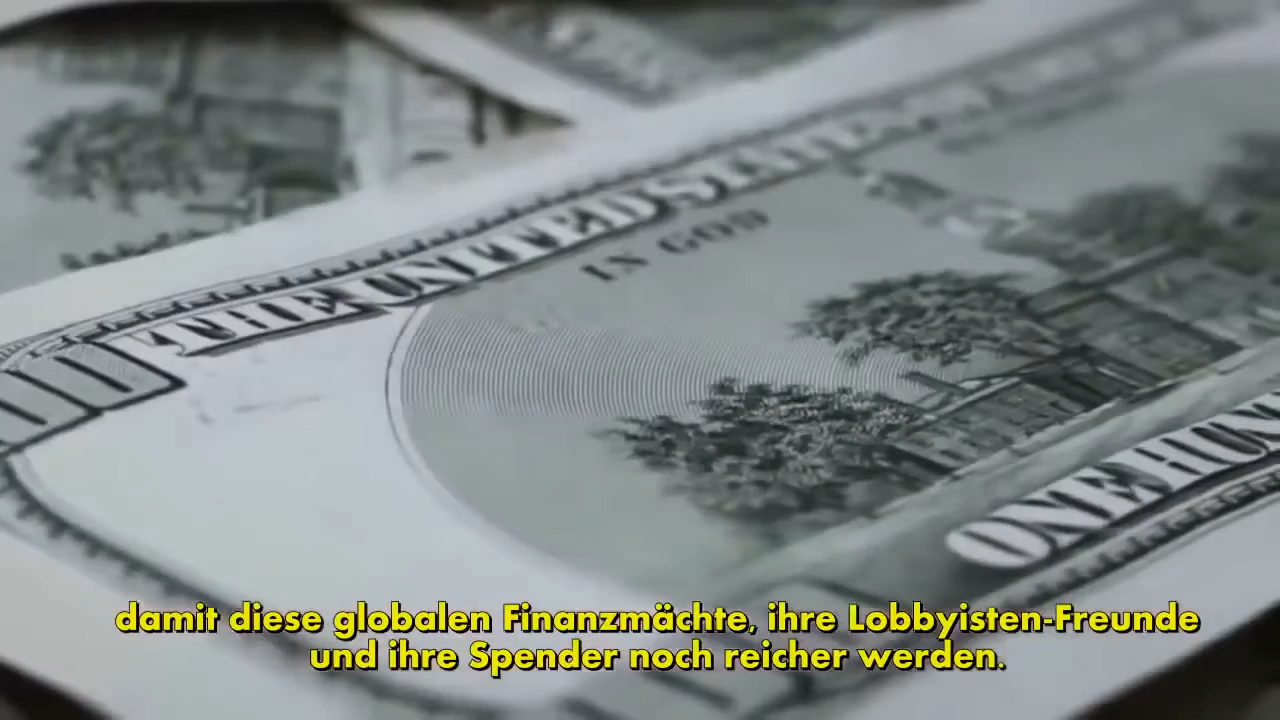 THE UNITED STATES
IN GOD
ONE HUN
damit diese globalen Finanzmächte, ihre Lobbyisten-Freunde
und ihre Spender noch reicher werden.